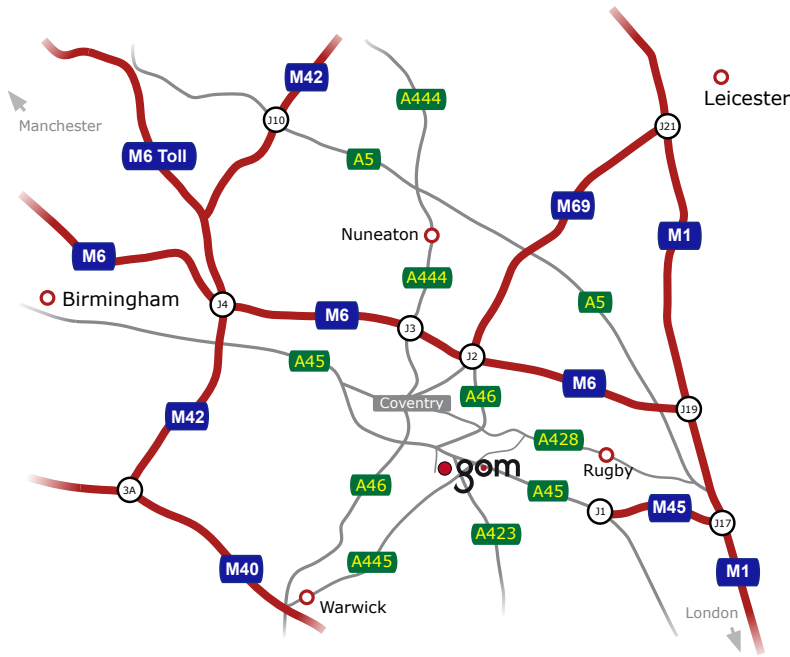 M42
J10
A444
Leicester
Manchester
J21
M6 Toll
A5
M69
Nuneaton
M1
M6
A444
Birmingham
J4
A5
M6
J3
J2
A45
M6
A46
Coventry
J19
M42
A428
gom
Rugby
A46
3A
A45
J1
M45
J17
A423
A445
M40
M1
Warwick
London